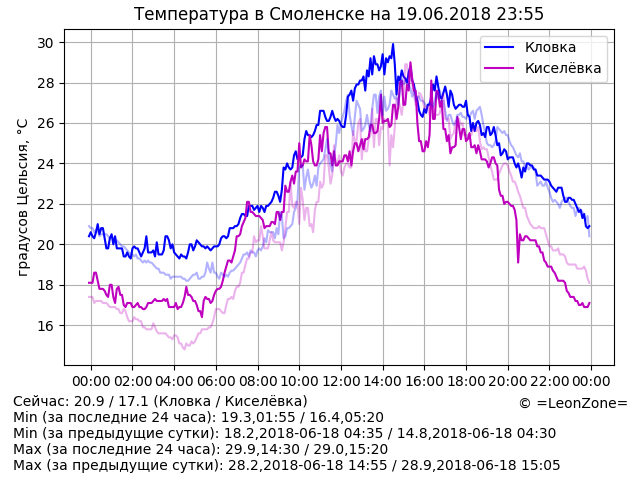 Температура в Смоленске на 19.06.2018 23:55
градусов Цельсия, °C
30
28
26
24
22
20
18
16
Кловка
Киселёвка
00:00 02:00 04:00 06:00 08:00 10:00 12:00 14:00 16:00 18:00 20:00 22:00 00:00
Сейчас: 20.9 / 17.1 (Кловка / Киселёвка)
© =LeonZone=
Min (за последние 24 часа): 19.3,01:55 / 16.4,05:20
Min (за предыдущие сутки): 18.2,2018-06-18 04:35 / 14.8,2018-06-18 04:30
Max (за последние 24 часа): 29.9,14:30 / 29.0,15:20
Max (за предыдущие сутки): 28.2,2018-06-18 14:55 / 28.9,2018-06-18 15:05